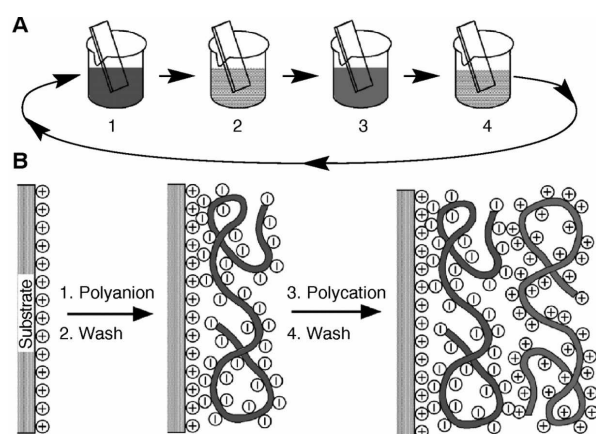 A
1 2 3 4
B
Substrate
1. Polyanion
2. Wash
3. Polycation
4. Wash